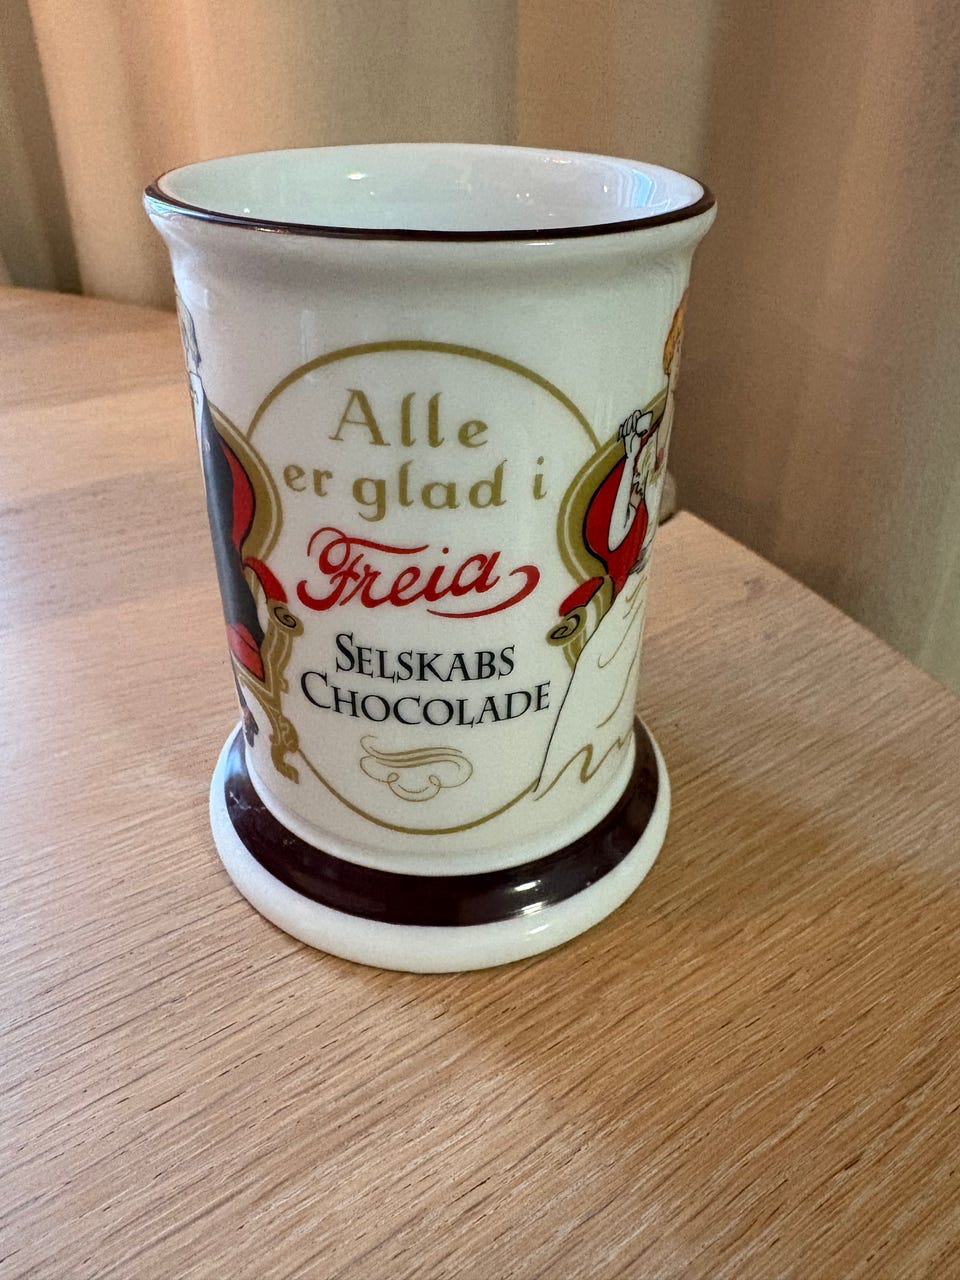 Alle
er glad i
Freia
SELSKABS
CHOCOLADE